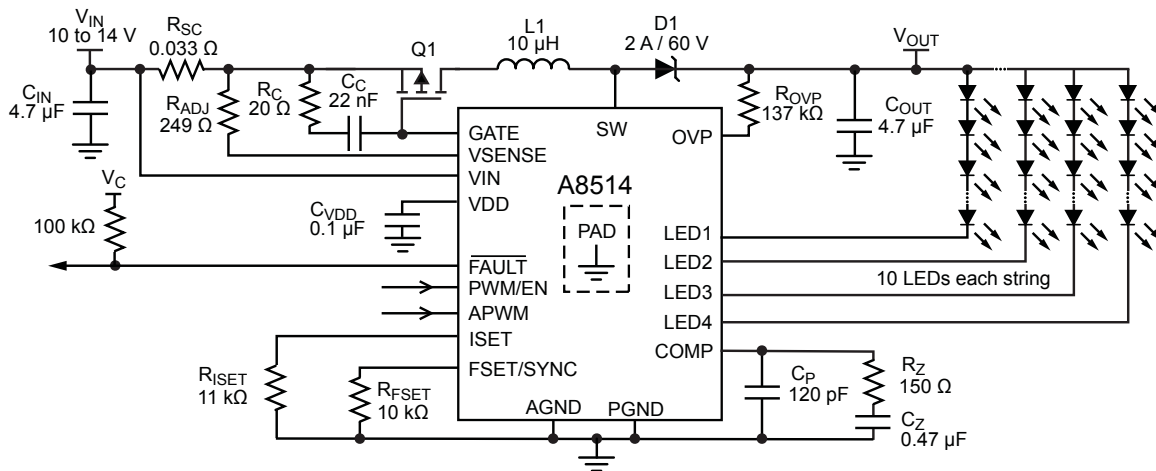 V_IN
10 to 14 V
R_SC
0.033 Ω
Q1
L1
10 µH
D1
2 A / 60 V
V_OUT
C_IN
4.7 µF
R_ADJ
249 Ω
R_C
20 Ω
C_C
22 nF
R_OVP
137 kΩ
C_OUT
4.7 µF
GATE
SW
OVP
VSENSE
VIN
A8514
V_C
VDD
C_VDD
0.1 µF
PAD
100 kΩ
LED1
FAULT
LED2
PWM/EN
10 LEDs each string
APWM
LED3
ISET
LED4
COMP
FSET/SYNC
R_ISET
11 kΩ
R_FSET
10 kΩ
AGND
PGND
C_P
120 pF
R_Z
150 Ω
C_Z
0.47 µF